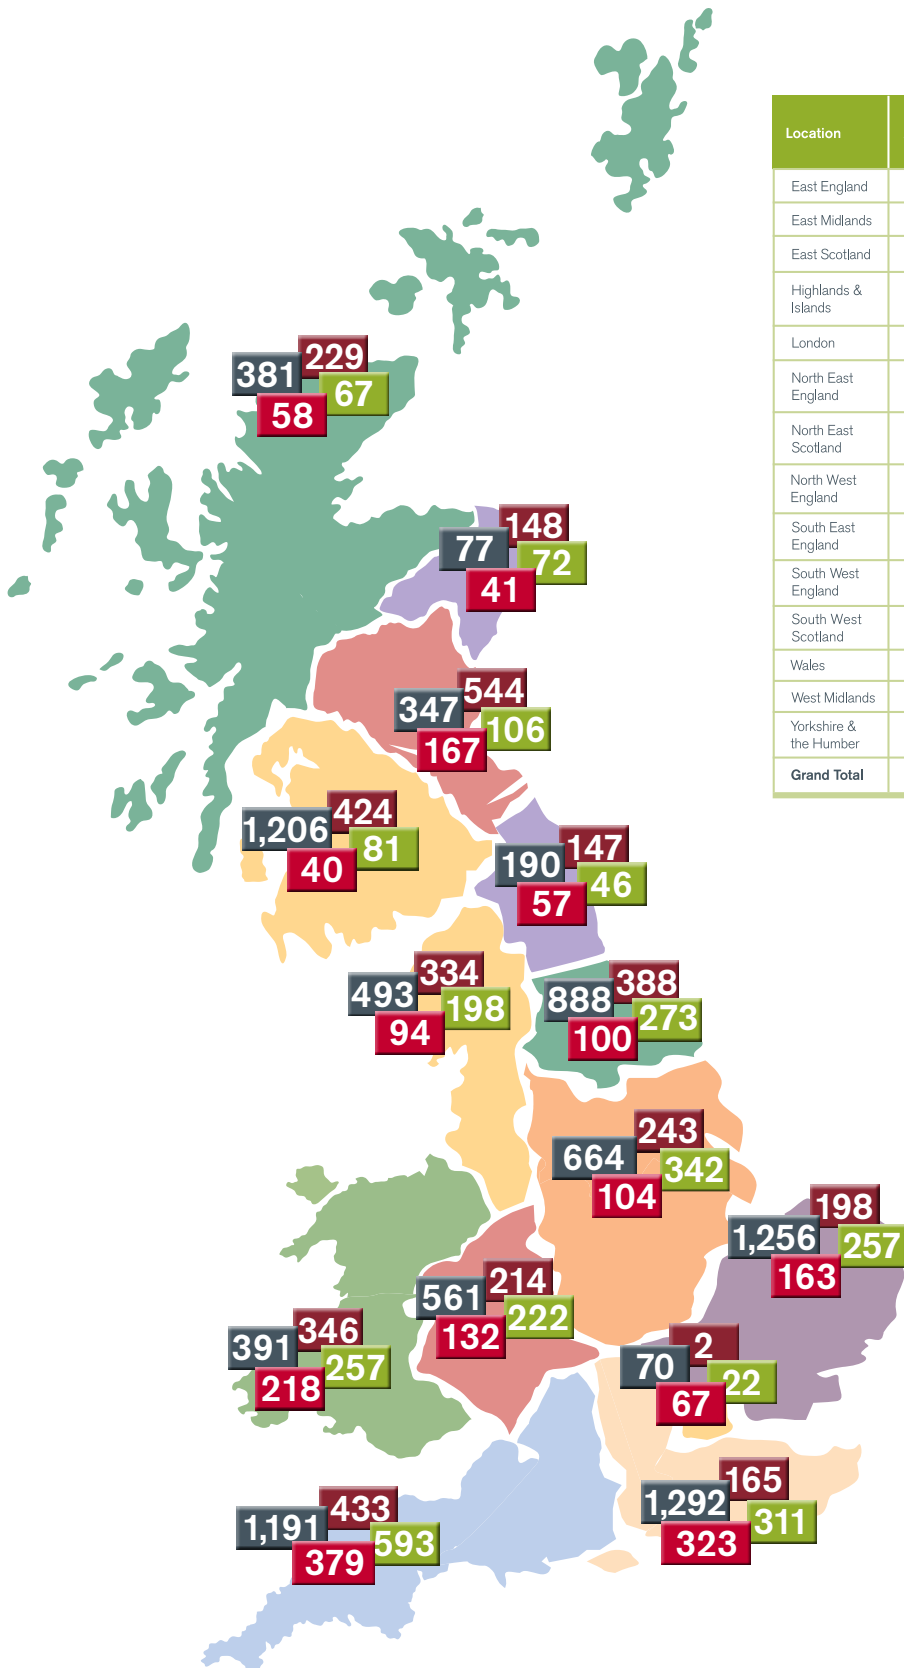 Location
East England
East Midlands
East Scotland
Highlands &
Islands
London
North East
England
North East
Scotland
North West
England
South East
England
South West
England
South West
Scotland
Wales
West Midlands
Yorkshire &
the Humber
Grand Total
229
381
67
58
148
77
72
41
544
347
106
167
424
1,206
81
40
147
190
46
57
334
493
198
94
388
888
273
100
243
664
342
104
198
1,256
257
163
214
561
222
132
346
391
257
218
2
70
22
67
165
1,292
311
323
433
1,191
593
379